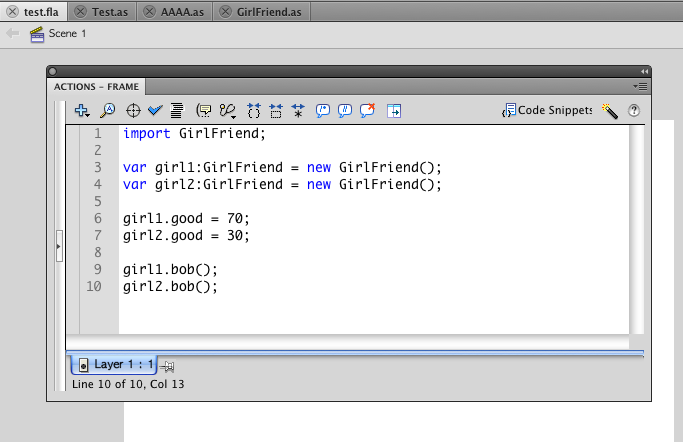 test.fla Test.as AAAA.as GirlFriend.as
Scene 1
ACTIONS – FRAME
Code Snippets
1 import GirlFriend;
2
3 var girl1:GirlFriend = new GirlFriend();
4 var girl2:GirlFriend = new GirlFriend();
5
6 girl1.good = 70;
7 girl2.good = 30;
8
9 girl1.bob();
10 girl2.bob();
Layer 1 : 1
Line 10 of 10, Col 13